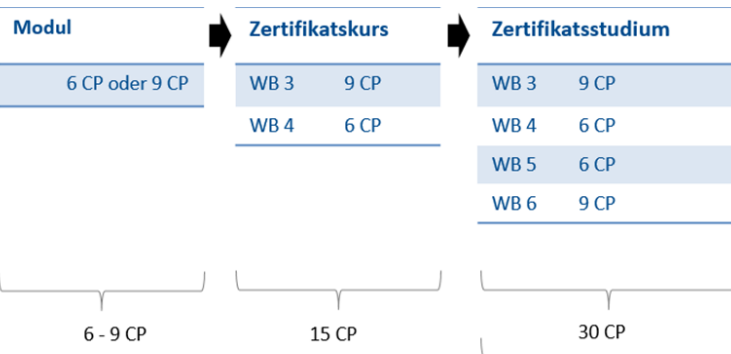 Modul
6 CP oder 9 CP
6 - 9 CP
Zertifikatskurs
WB 3 9 CP
WB 4 6 CP
15 CP
Zertifikatsstudium
WB 3 9 CP
WB 4 6 CP
WB 5 6 CP
WB 6 9 CP
30 CP